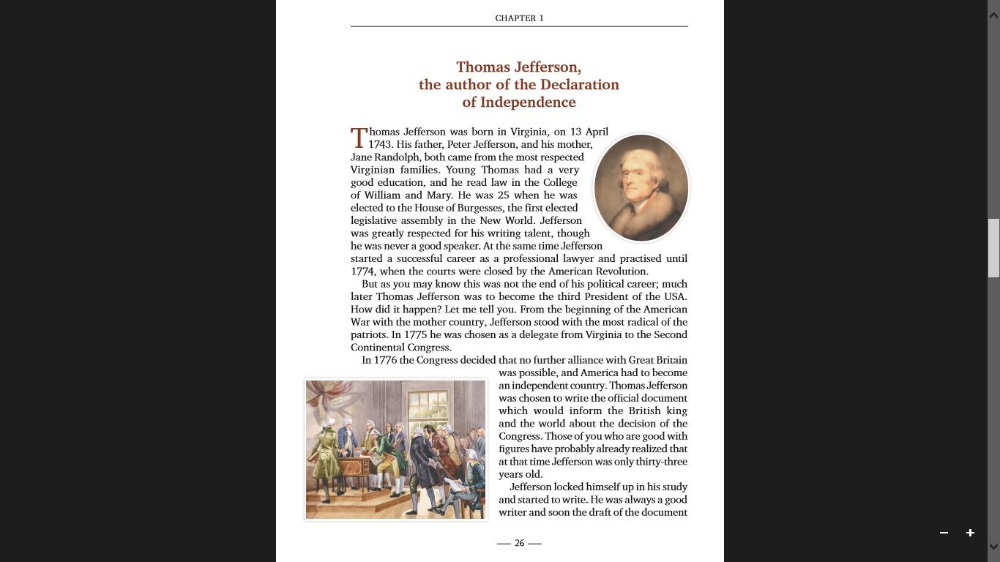 CHAPTER 1
Thomas Jefferson,
the author of the Declaration
of Independence
Thomas Jefferson was born in Virginia, on 13 April
1743. His father, Peter Jefferson, and his mother,
Jane Randolph, both came from the most respected
Virginian families. Young Thomas had a very
good education, and he read law in the College
of William and Mary. He was 25 when he was
elected to the House of Burgesses, the first elected
legislative assembly in the New World. Jefferson
was greatly respected for his writing talent, though
he was never a good speaker. At the same time Jefferson
started a successful career as a professional lawyer and practised until
1774, when the courts were closed by the American Revolution.
But as you may know this was not the end of his political career; much
later Thomas Jefferson was to become the third President of the USA.
How did it happen? Let me tell you. From the beginning of the American
War with the mother country, Jefferson stood with the most radical of the
patriots. In 1775 he was chosen as a delegate from Virginia to the Second
Continental Congress.
In 1776 the Congress decided that no further alliance with Great Britain
was possible, and America had to become
an independent country. Thomas Jefferson
was chosen to write the official document
which would inform the British king
and the world about the decision of the
Congress. Those of you who are good with
figures have probably already realized that
at that time Jefferson was only thirty-three
years old.
Jefferson locked himself up in his study
and started to write. He was always a good
writer and soon the draft of the document
— 26 —